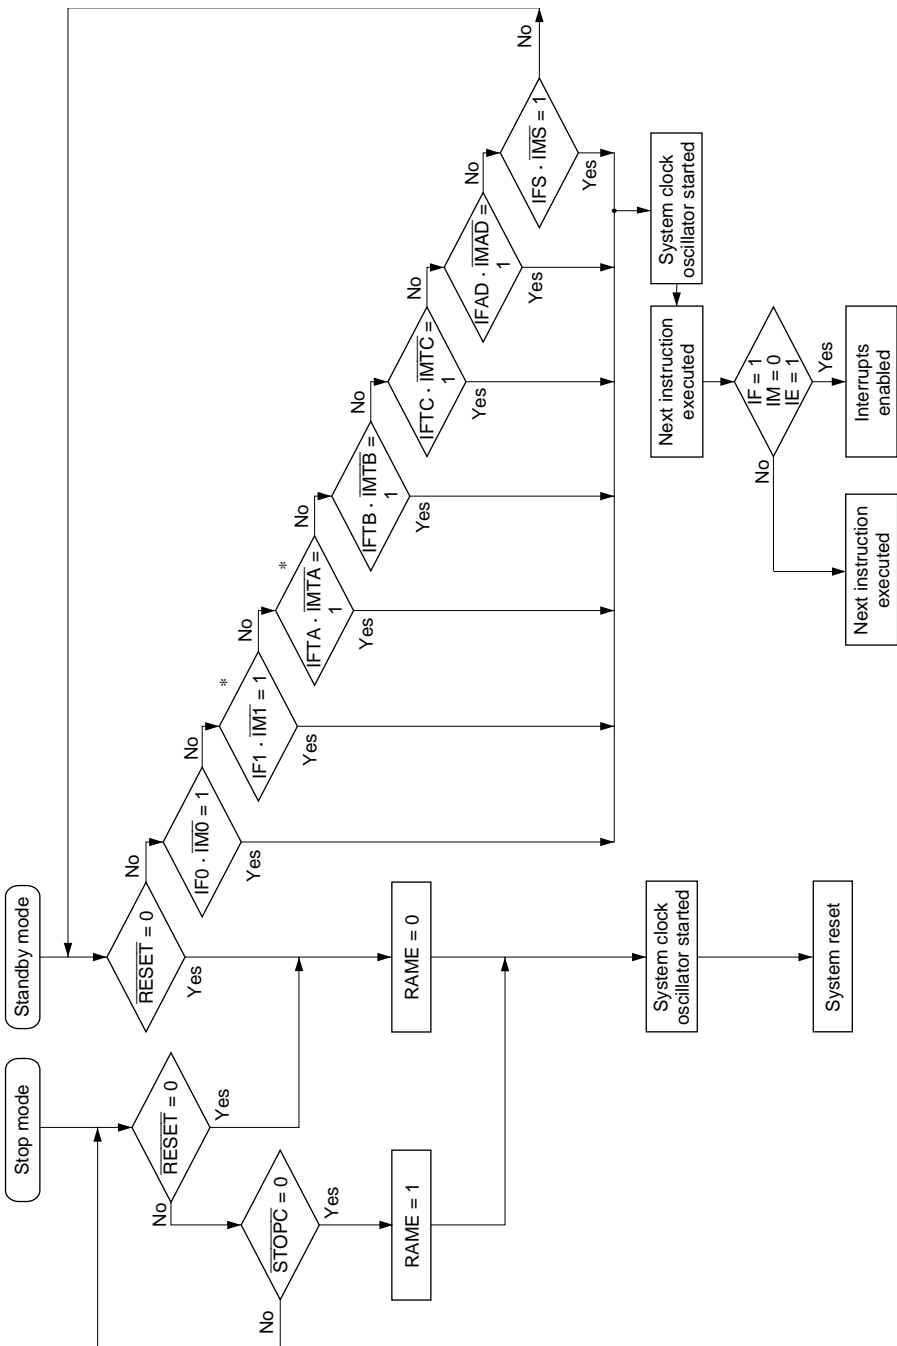 Stop mode
RESET = 0
No
Yes
STOPC = 0
No
Yes
RAME = 1
Standby mode
RESET = 0
No
Yes
RAME = 0
System clock
oscillator started
System reset
IF0 · IM0 = 1
No
Yes
*
IF1 · IM1 = 1
No
Yes
*
IFTA · IMTA =
1
No
Yes
IFTB · IMTB =
1
No
Yes
IFTC · IMTC =
1
No
Yes
IFAD · IMAD =
1
No
Yes
IFS · IMS = 1
No
Yes
System clock
oscillator started
Next instruction
executed
IF = 1
IM = 0
IE = 1
No
Yes
Next instruction
executed
Interrupts
enabled